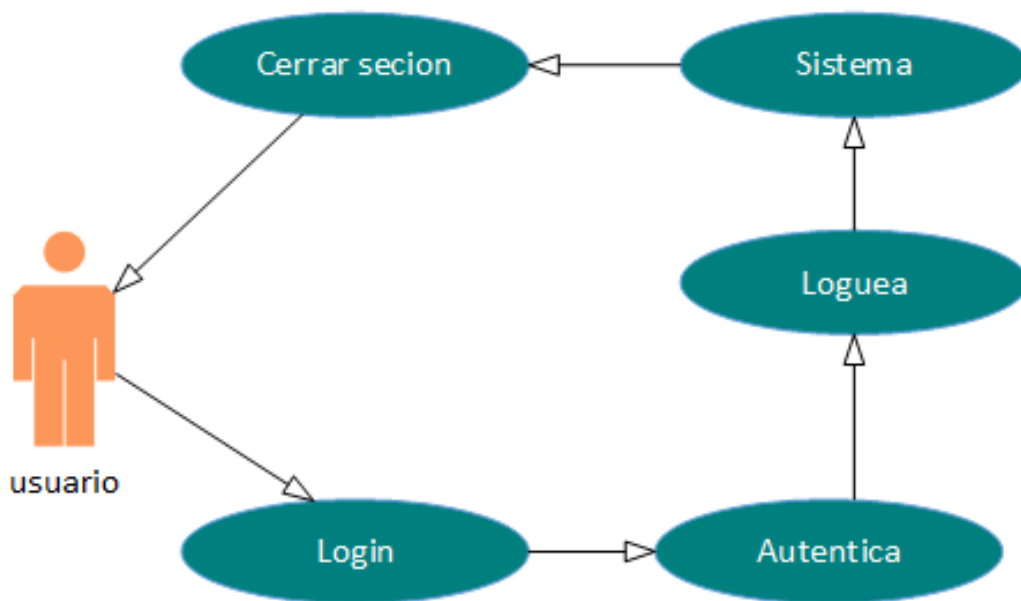 Cerrar secion
Sistema
Loguea
usuario
Login
Autentica